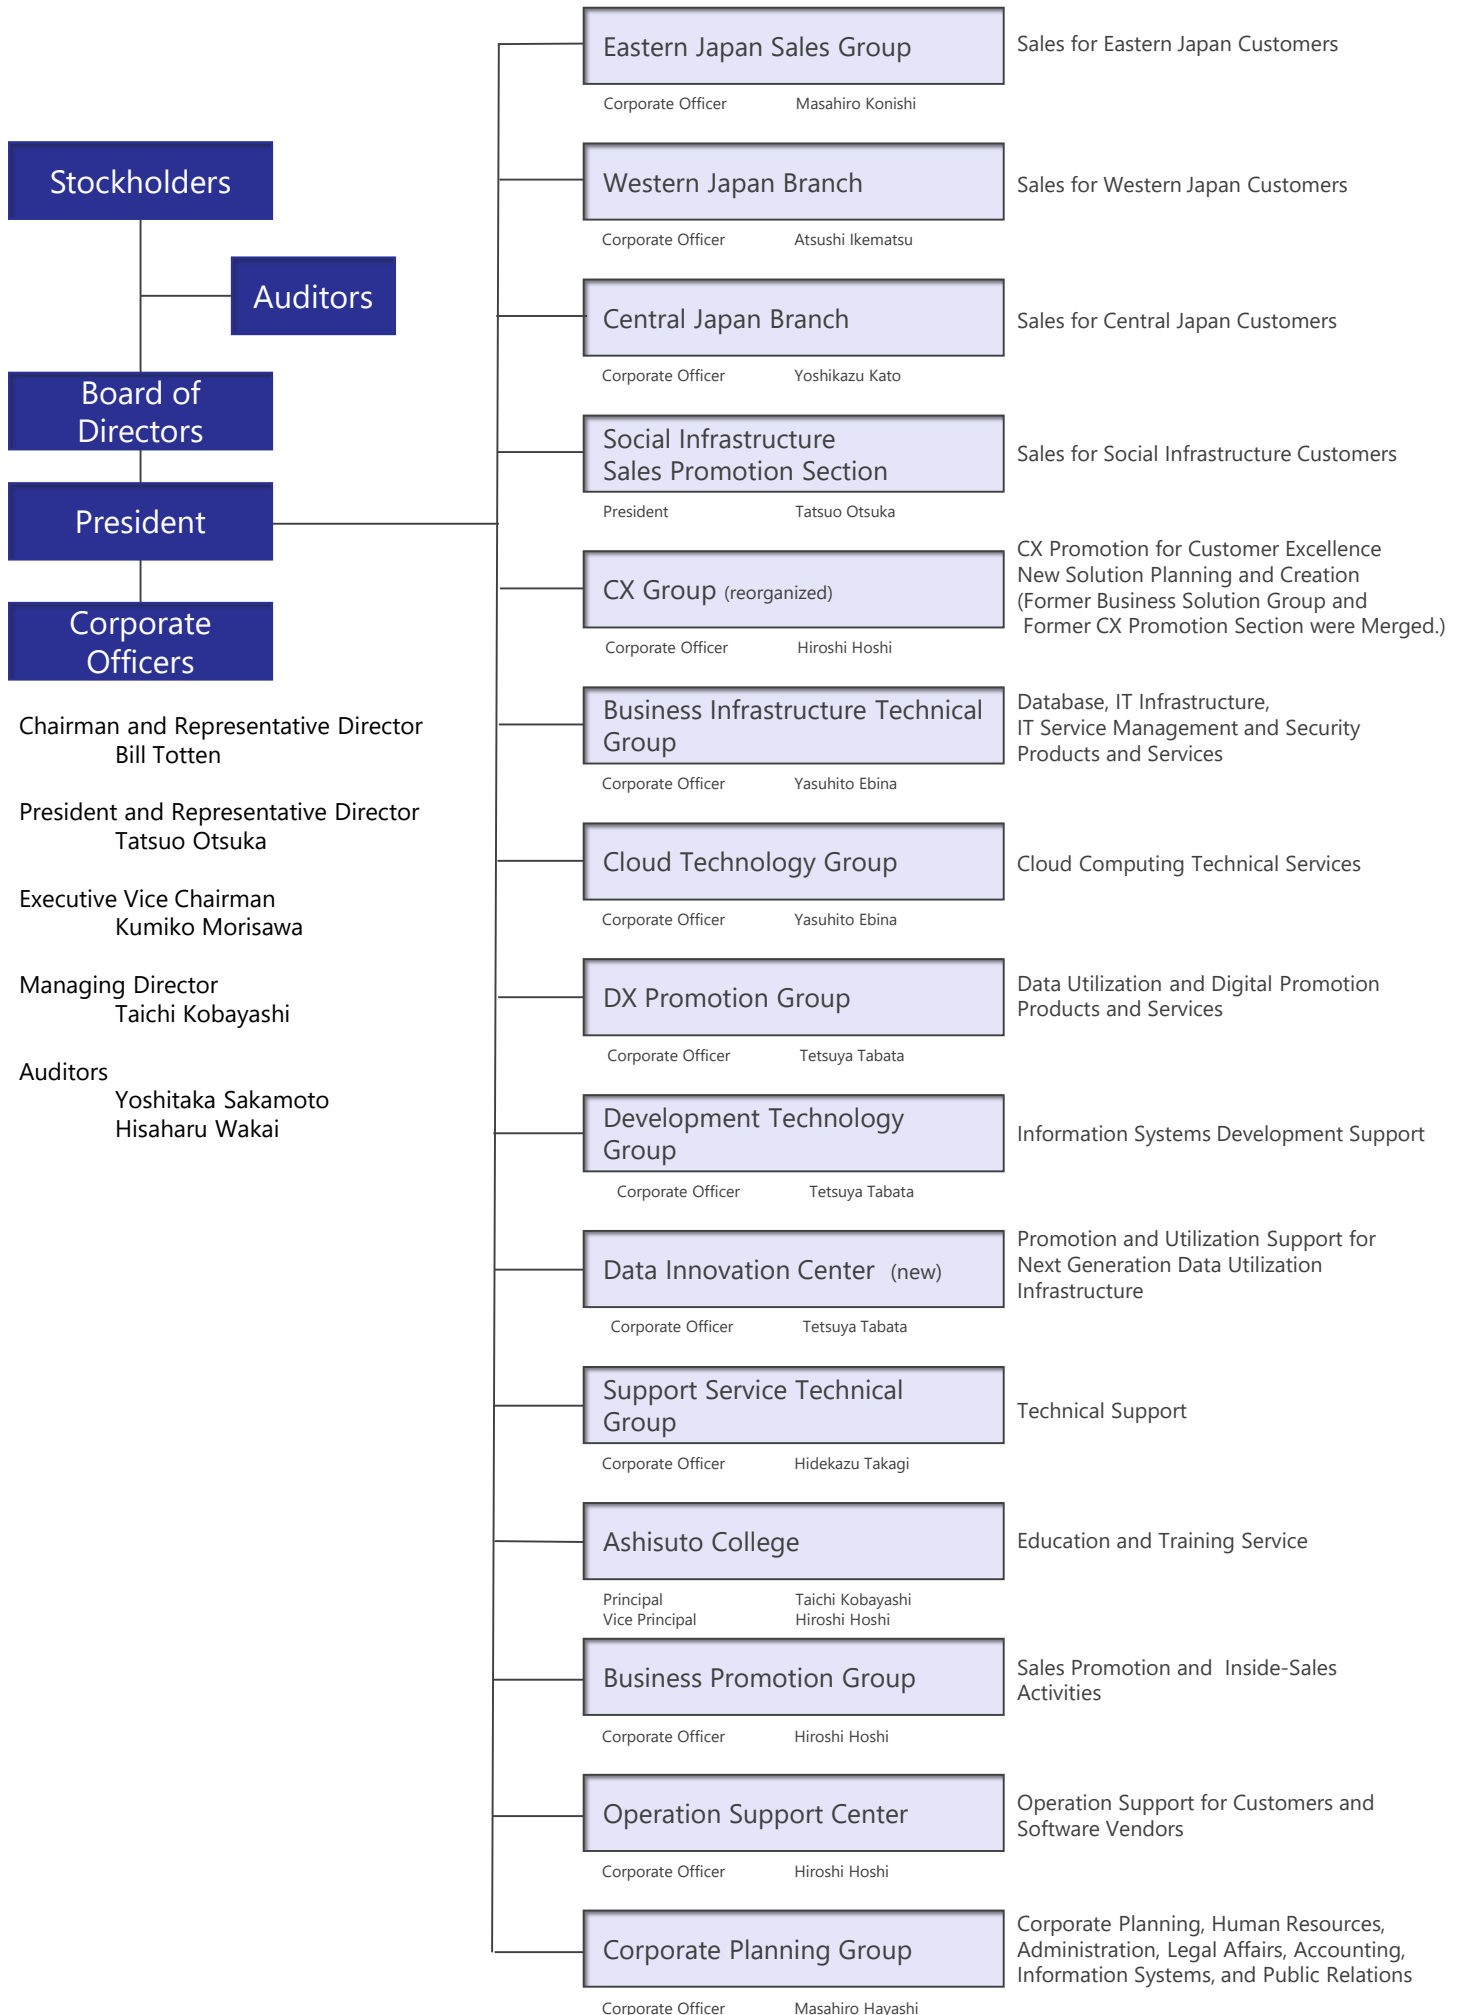 Stockholders
Auditors
Board of
Directors
President
Corporate
Officers
Chairman and Representative Director
Bill Totten
President and Representative Director
Tatsuo Otsuka
Executive Vice Chairman
Kumiko Morisawa
Managing Director
Taichi Kobayashi
Auditors
Yoshitaka Sakamoto
Hisaharu Wakai
Eastern Japan Sales Group
Sales for Eastern Japan Customers
Corporate Officer Masahiro Konishi
Western Japan Branch
Sales for Western Japan Customers
Corporate Officer Atsushi Ikematsu
Central Japan Branch
Sales for Central Japan Customers
Corporate Officer Yoshikazu Kato
Social Infrastructure
Sales Promotion Section
Sales for Social Infrastructure Customers
President Tatsuo Otsuka
CX Group (reorganized)
CX Promotion for Customer Excellence
New Solution Planning and Creation
(Former Business Solution Group and
Former CX Promotion Section were Merged.)
Corporate Officer Hiroshi Hoshi
Business Infrastructure Technical
Group
Database, IT Infrastructure,
IT Service Management and Security
Products and Services
Corporate Officer Yasuhito Ebina
Cloud Technology Group
Cloud Computing Technical Services
Corporate Officer Yasuhito Ebina
DX Promotion Group
Data Utilization and Digital Promotion
Products and Services
Corporate Officer Tetsuya Tabata
Development Technology
Group
Information Systems Development Support
Corporate Officer Tetsuya Tabata
Data Innovation Center (new)
Promotion and Utilization Support for
Next Generation Data Utilization
Infrastructure
Corporate Officer Tetsuya Tabata
Support Service Technical
Group
Technical Support
Corporate Officer Hidekazu Takagi
Ashisuto College
Education and Training Service
Principal Taichi Kobayashi
Vice Principal Hiroshi Hoshi
Business Promotion Group
Sales Promotion and Inside-Sales
Activities
Corporate Officer Hiroshi Hoshi
Operation Support Center
Operation Support for Customers and
Software Vendors
Corporate Officer Hiroshi Hoshi
Corporate Planning Group
Corporate Planning, Human Resources,
Administration, Legal Affairs, Accounting,
Information Systems, and Public Relations
Corporate Officer Masahiro Hayashi